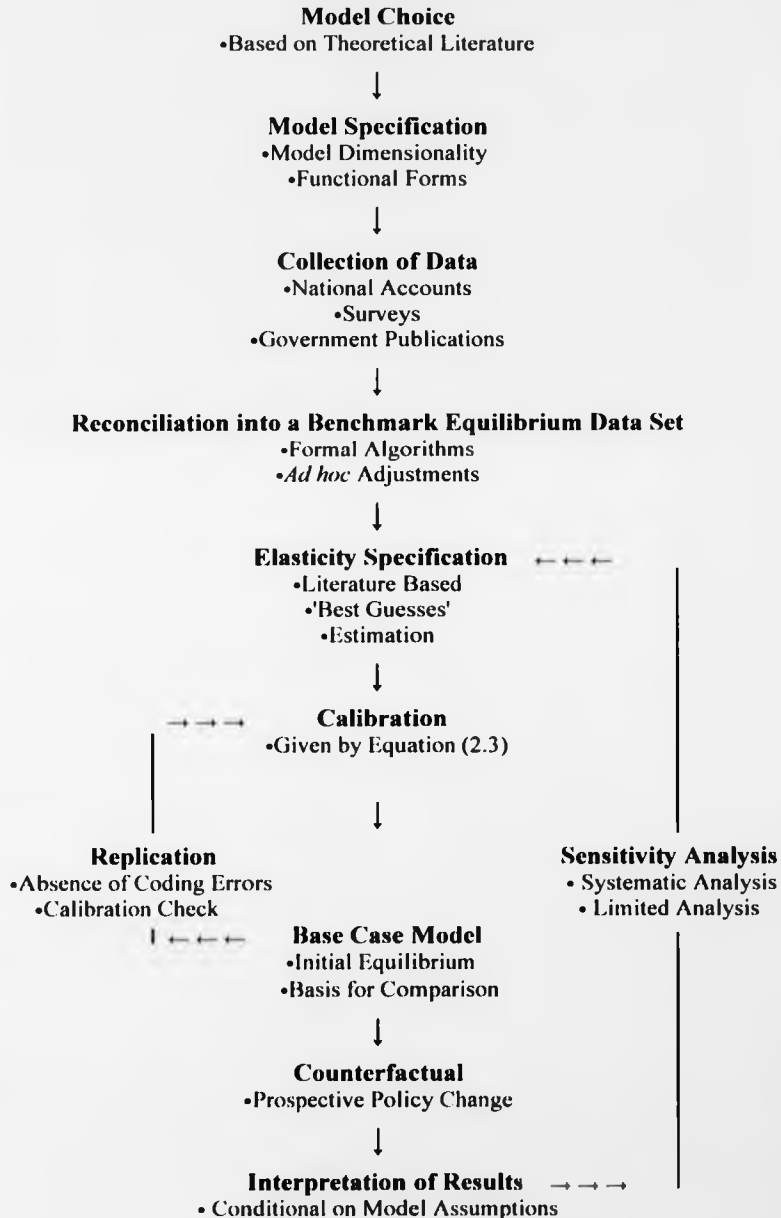 Model Choice
•Based on Theoretical Literature
↓
Model Specification
•Model Dimensionality
•Functional Forms
↓
Collection of Data
•National Accounts
•Surveys
•Government Publications
↓
Reconciliation into a Benchmark Equilibrium Data Set
•Formal Algorithms
•Ad hoc Adjustments
↓
Elasticity Specification ← ← ←
•Literature Based
•'Best Guesses'
•Estimation
↓
→ → → Calibration
•Given by Equation (2.3)
↓
Replication
•Absence of Coding Errors
•Calibration Check
Sensitivity Analysis
• Systematic Analysis
• Limited Analysis
← ← ← Base Case Model
•Initial Equilibrium
•Basis for Comparison
↓
Counterfactual
•Prospective Policy Change
↓
Interpretation of Results → → →
• Conditional on Model Assumptions